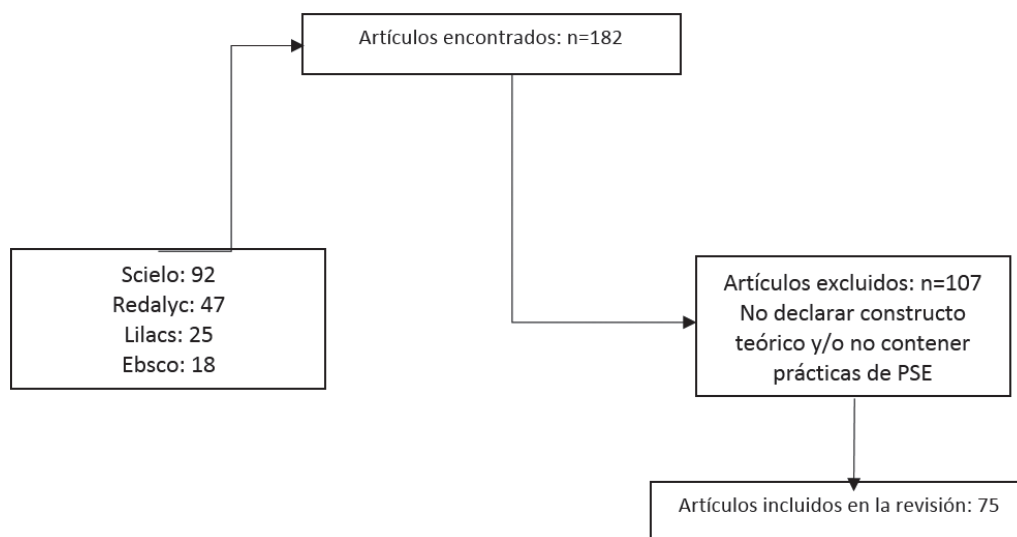 Artículos encontrados: n=182
Scielo: 92
Redalyc: 47
Lilacs: 25
Ebsco: 18
Artículos excluidos: n=107
No declarar constructo
teórico y/o no contener
prácticas de PSE
Artículos incluidos en la revisión: 75